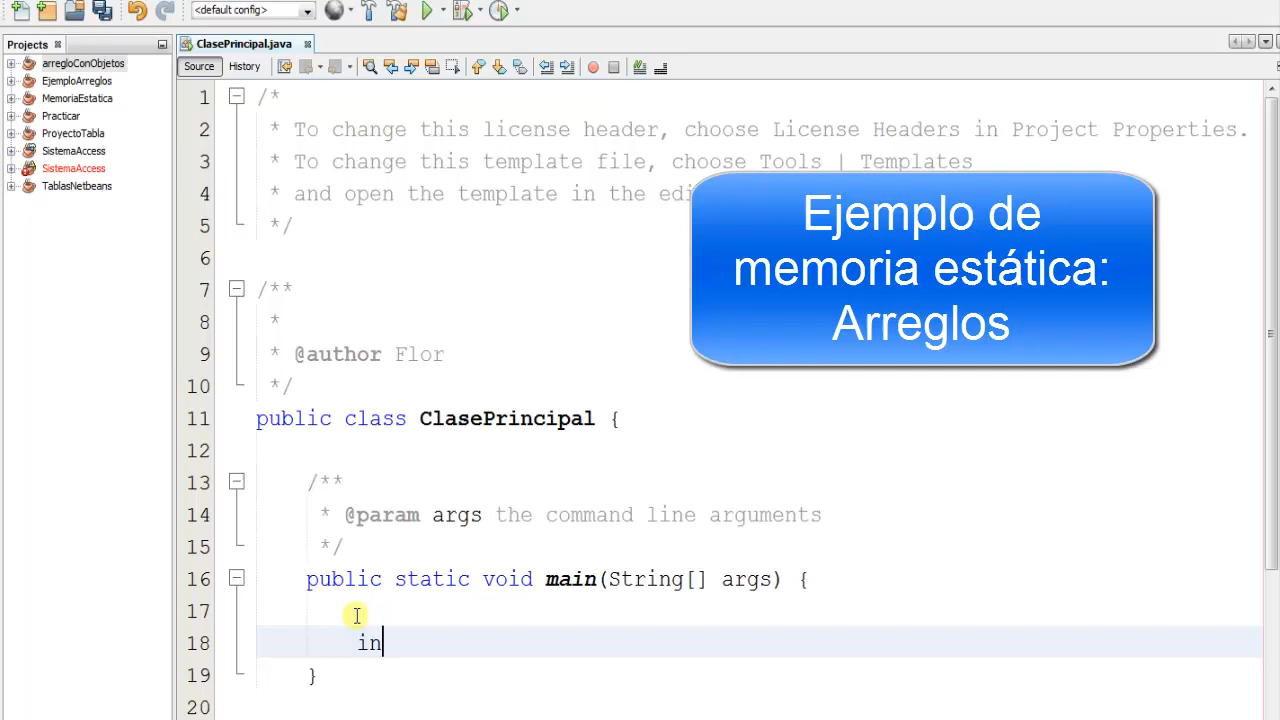 <default config>
Projects
ClasePrincipal.java
arregloConObjetos
EjemploArreglos
MemoriaEstatica
Practicar
ProyectoTabla
SistemaAccess
SistemaAccess
TablasNetbeans
Source History
1 /*
2 * To change this license header, choose License Headers in Project Properties.
3 * To change this template file, choose Tools | Templates
4 * and open the template in the edi
5 */
6
7 /**
8 *
9 * @author Flor
10 */
11 public class ClasePrincipal {
12
13 /**
14 * @param args the command line arguments
15 */
16 public static void main(String[] args) {
17
18 in
19 }
20
Ejemplo de
memoria estática:
Arreglos